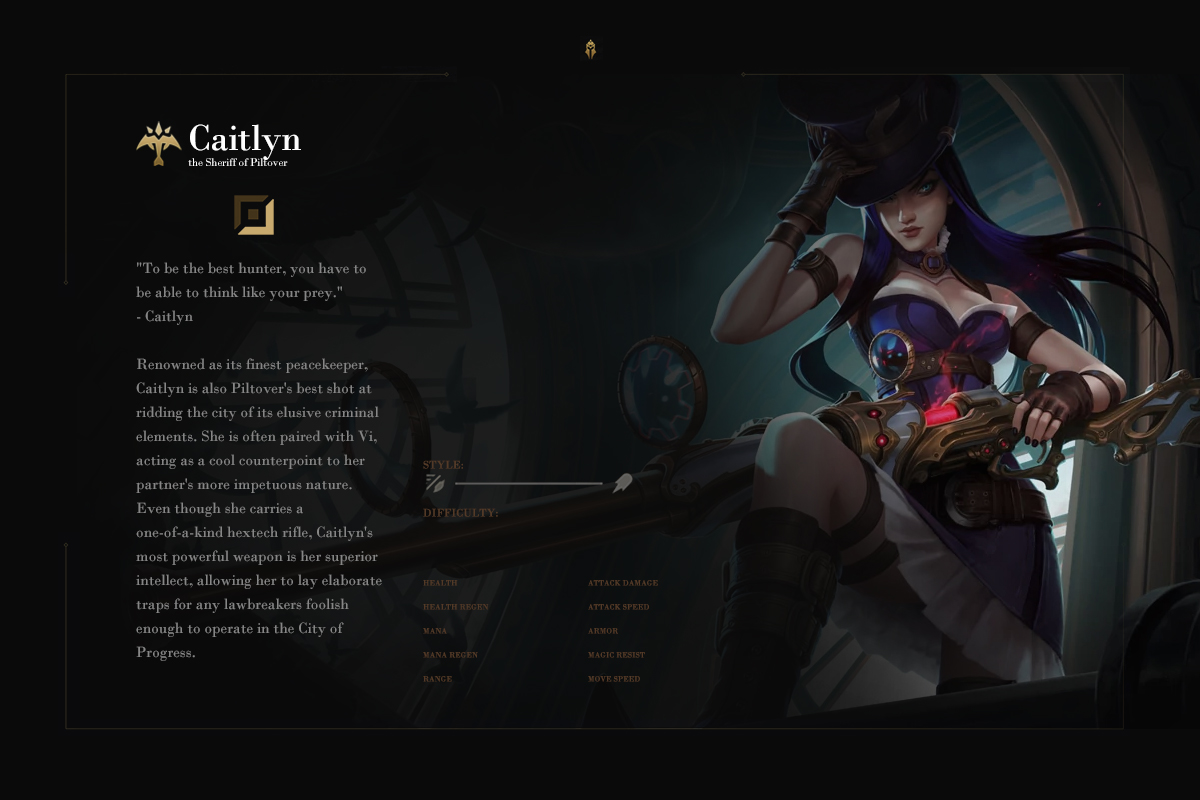 Caitlyn
the Sheriff of Piltover
"To be the best hunter, you have to
be able to think like your prey."
- Caitlyn
Renowned as its finest peacekeeper,
Caitlyn is also Piltover's best shot at
ridding the city of its elusive criminal
elements. She is often paired with Vi,
acting as a cool counterpoint to her
partner's more impetuous nature.
Even though she carries a
one-of-a-kind hextech rifle, Caitlyn's
most powerful weapon is her superior
intellect, allowing her to lay elaborate
traps for any lawbreakers foolish
enough to operate in the City of
Progress.
STYLE:
DIFFICULTY:
HEALTH
HEALTH REGEN
MANA
MANA REGEN
RANGE
ATTACK DAMAGE
ATTACK SPEED
ARMOR
MAGIC RESIST
MOVE SPEED